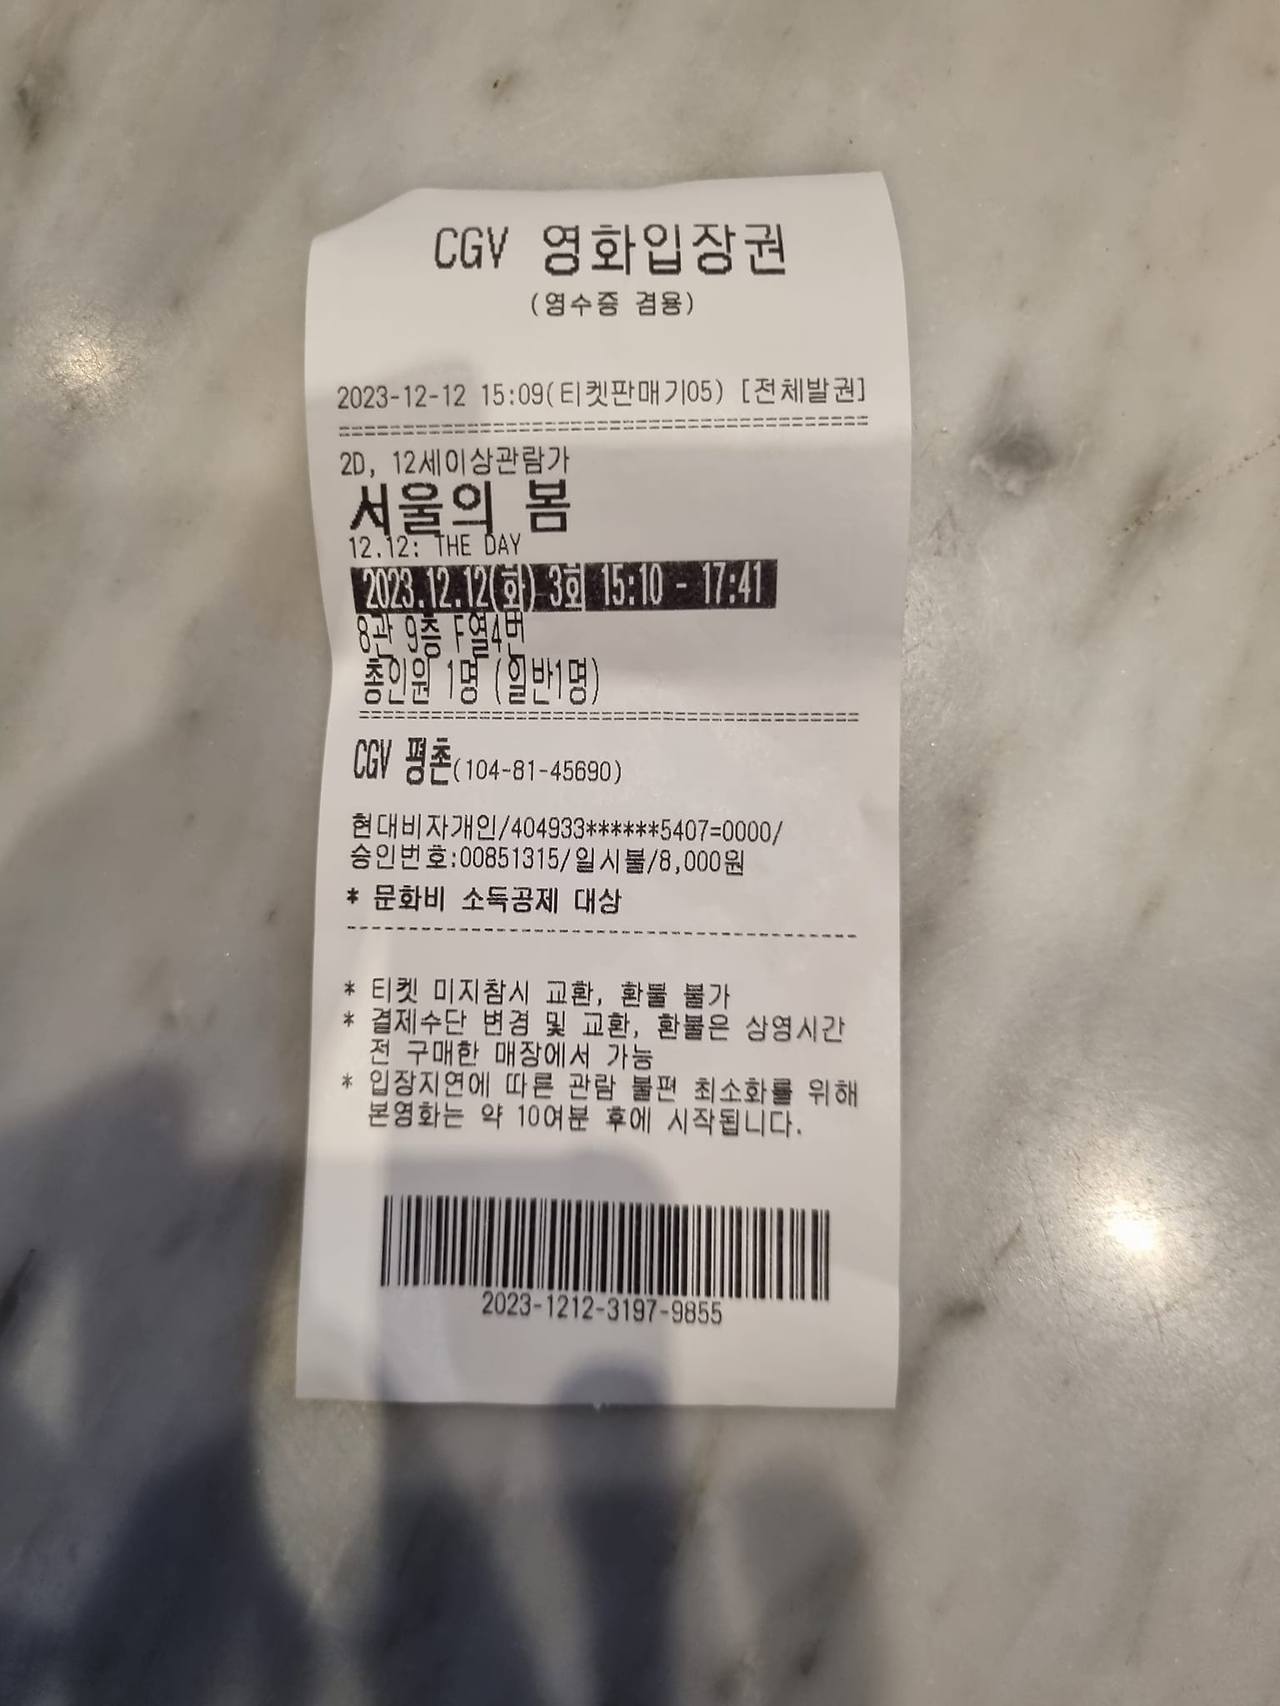 CGV 영화입장권
(영수증 겸용)
2023-12-12 15:09(티켓판매기05) [전체발권]
2D, 12세이상관람가
서울의 봄
12.12: THE DAY
2023.12.12(화) 3회 15:10 - 17:41
8관 9층 F열4번
총인원 1명 (일반1명)
CGV 평촌(104-81-45690)
현대비자개인/404933******5407=0000/
승인번호:00851315/일시불/8,000원
* 문화비 소득공제 대상
* 티켓 미지참시 교환, 환불 불가
* 결제수단 변경 및 교환, 환불은 상영시간
전 구매한 매장에서 가능
* 입장지연에 따른 관람 불편 최소화를 위해
본영화는 약 10여분 후에 시작됩니다.
2023-1212-3197-9855